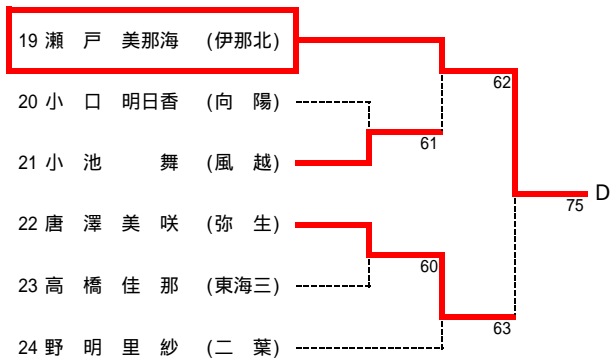 19 瀬 戸 美那海 (伊那北)
62
20 小 口 明日香 (向 陽)
61
21 小 池 舞 (風 越)
75 D
22 唐 澤 美 咲 (弥 生)
60
23 高 橋 佳 那 (東海三)
63
24 野 明 里 紗 (二 葉)